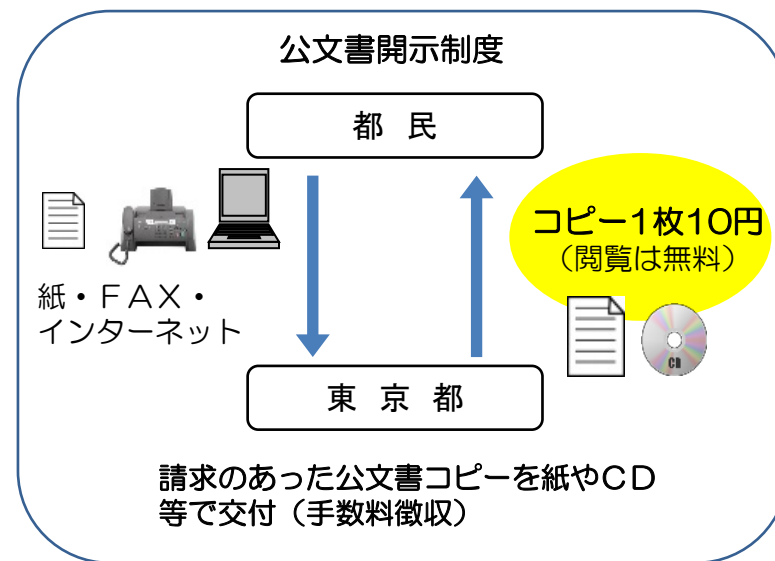 公文書開示制度
都 民
コピー1枚10円
（閲覧は無料）
紙・ＦＡＸ・
インターネット
CD
東 京 都
請求のあった公文書コピーを紙やＣＤ
等で交付（手数料徴収）